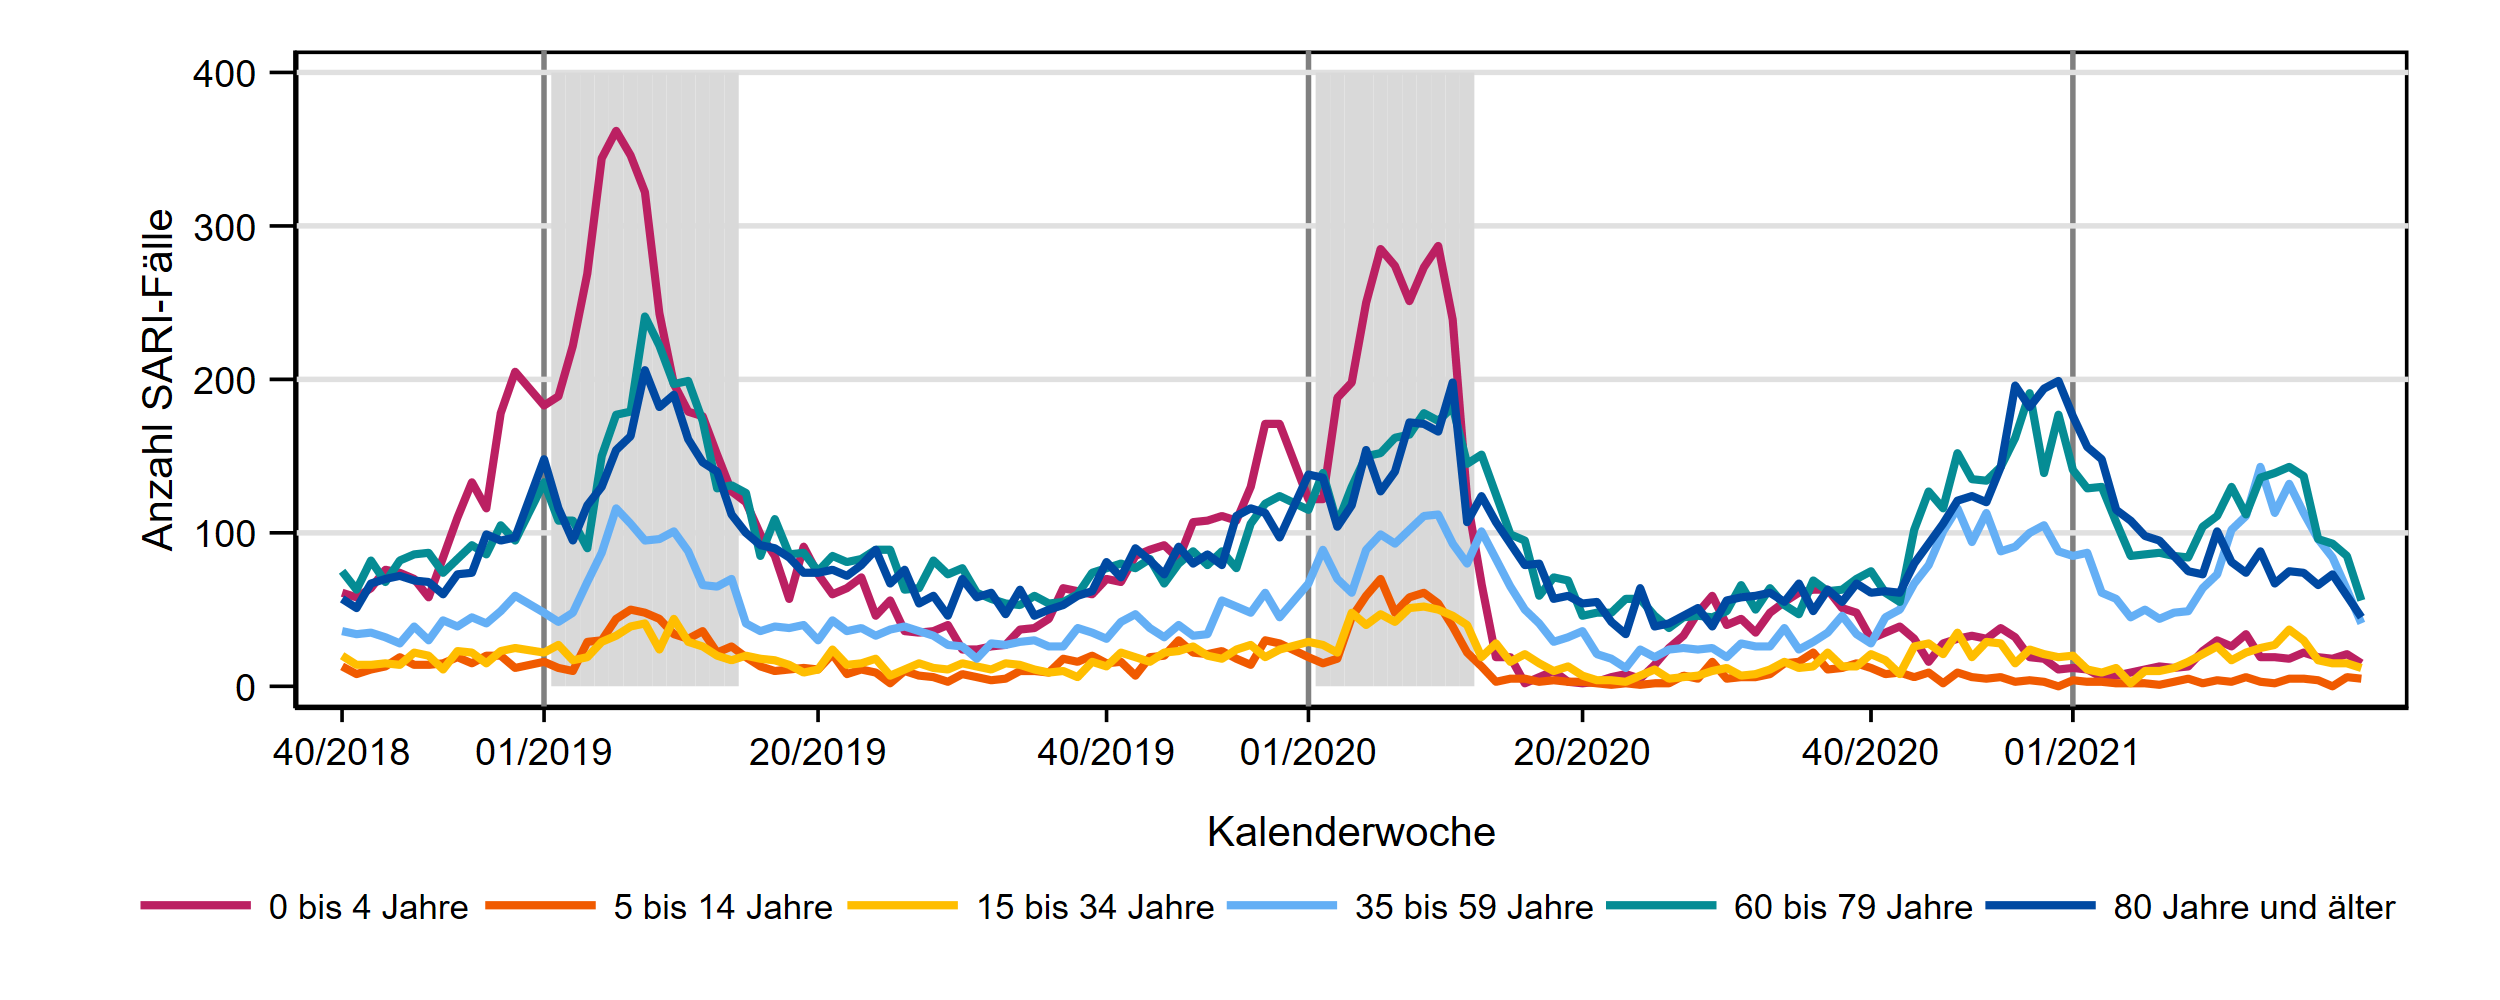 400
300
200
100
0
Anzahl SARI-Fälle
40/2018 01/2019 20/2019 40/2019 01/2020 20/2020 40/2020 01/2021
Kalenderwoche
0 bis 4 Jahre 5 bis 14 Jahre 15 bis 34 Jahre 35 bis 59 Jahre 60 bis 79 Jahre 80 Jahre und älter